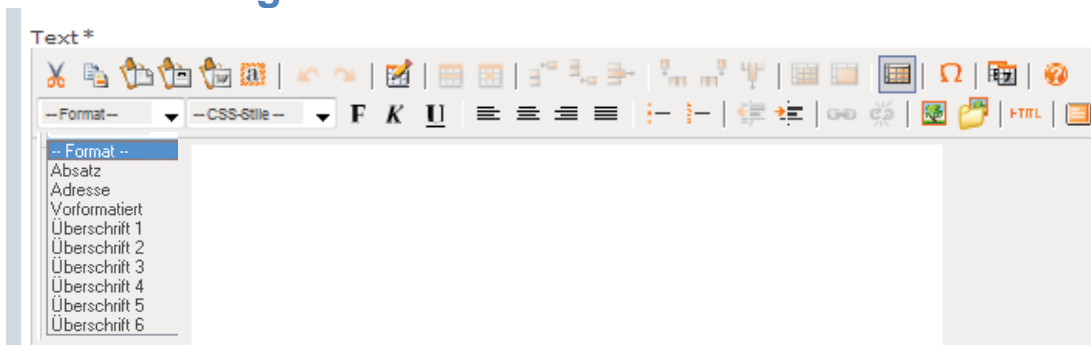 Text*
--Format-- --CSS-Stile -- F K U HTML
-- Format --
Absatz
Adresse
Vorformatiert
Überschrift 1
Überschrift 2
Überschrift 3
Überschrift 4
Überschrift 5
Überschrift 6